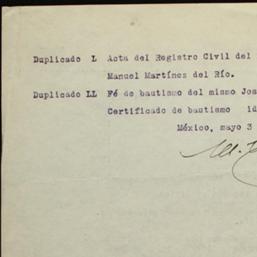 Duplicado L Acta del Registro Civil del
Manuel Martínez del Río.
Duplicado LL Fé de bautismo del mismo Jos
Certificado de bautismo id
México, mayo 3